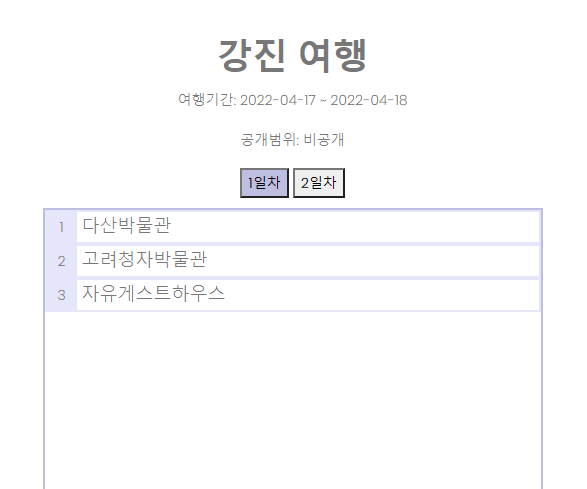 강진 여행
여행기간: 2022-04-17 ~ 2022-04-18
공개범위: 비공개
1일차 2일차
1 다산박물관
2 고려청자박물관
3 자유게스트하우스